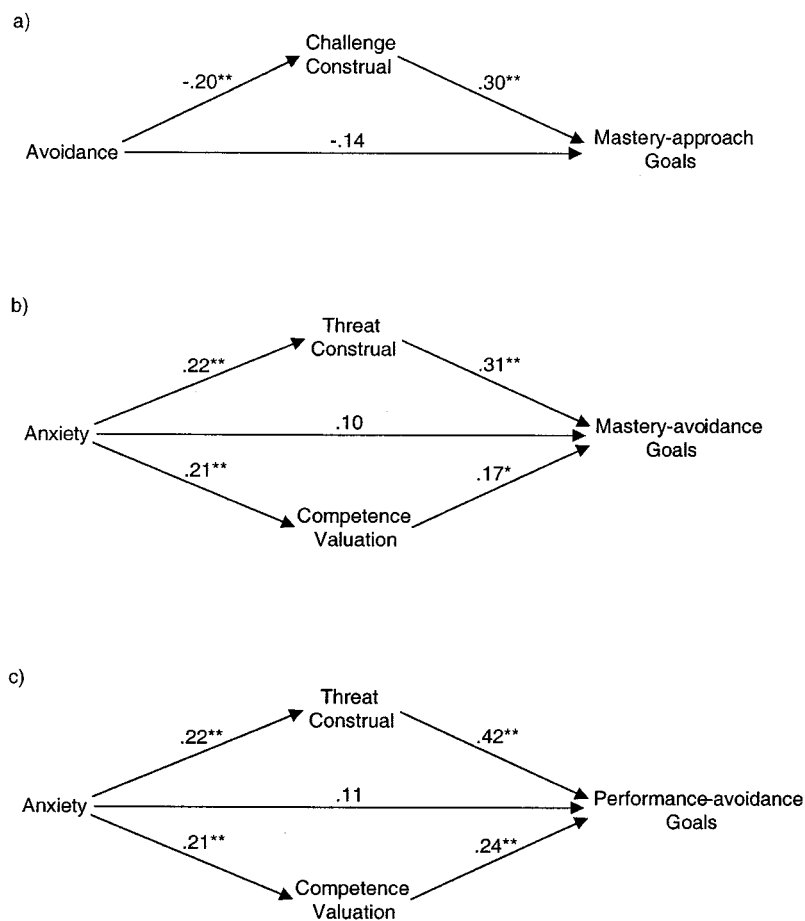 a)
Challenge
Construal
-.20**
.30**
Avoidance
-.14
Mastery-approach
Goals
b)
Threat
Construal
.22**
.31**
Anxiety
.10
Mastery-avoidance
Goals
.21**
.17*
Competence
Valuation
c)
Threat
Construal
.22**
.42**
Anxiety
.11
Performance-avoidance
Goals
.21**
.24**
Competence
Valuation